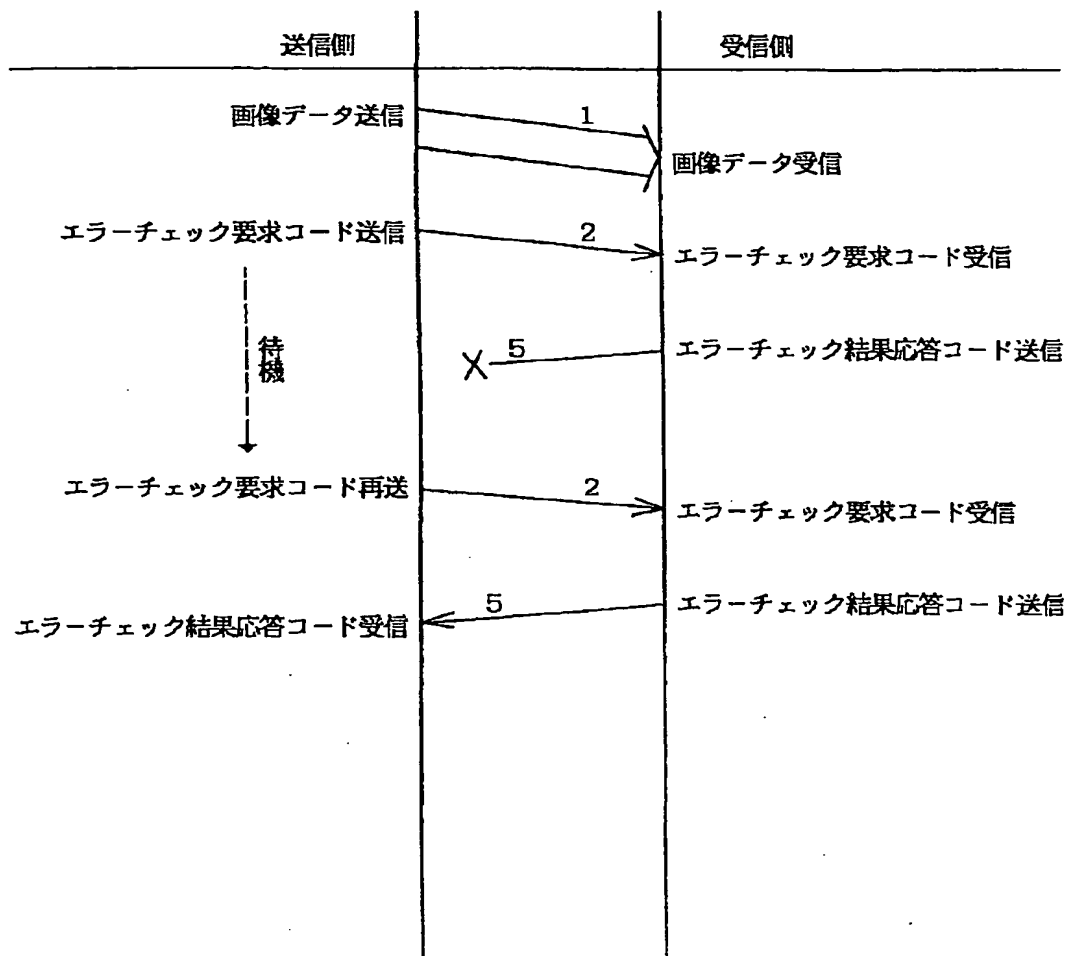 送信側
受信側
画像データ送信
1
画像データ受信
エラーチェック要求コード送信
2
エラーチェック要求コード受信
待機
5
エラーチェック結果応答コード送信
エラーチェック要求コード再送
2
エラーチェック要求コード受信
5
エラーチェック結果応答コード送信
エラーチェック結果応答コード受信